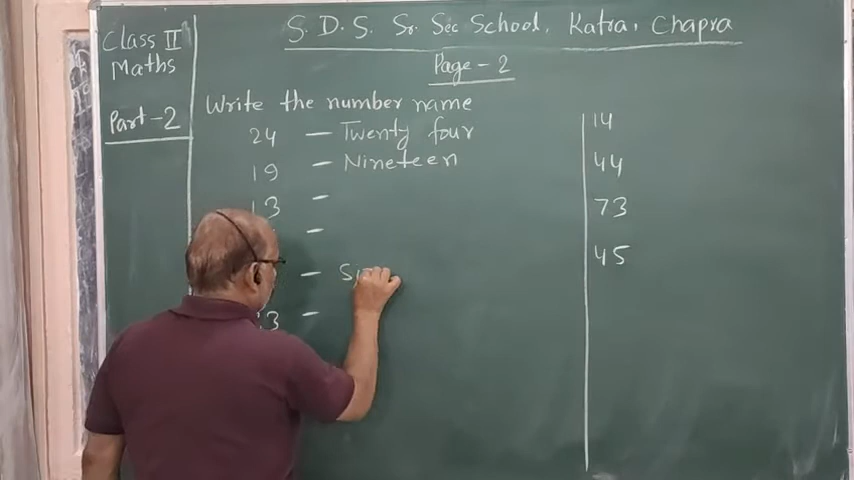 S. D. S. Sr. Sec School, Katra, Chapra
Class II
Maths
Part-2
Page - 2
Write the number name
24 — Twenty four
19 — Nineteen
13 -
-
-
3 -
14
44
73
45